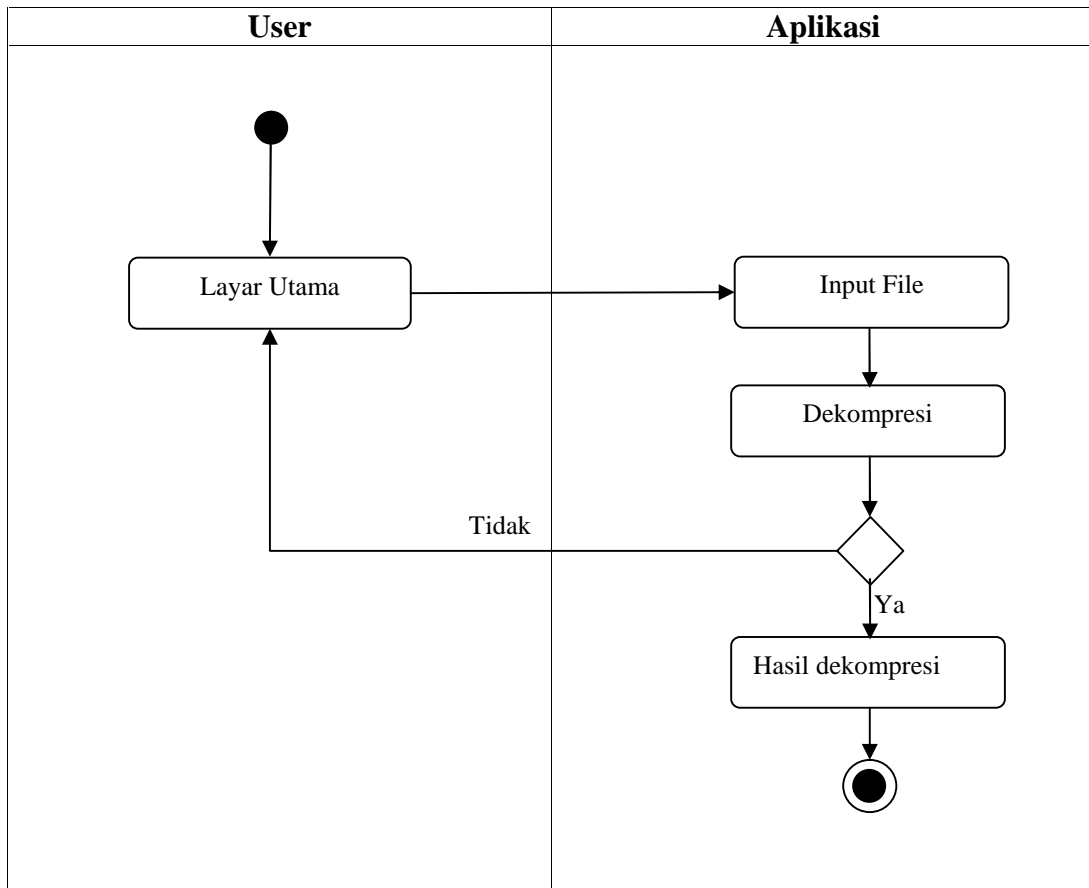 User
Aplikasi
Layar Utama
Input File
Dekompresi
Tidak
Ya
Hasil dekompresi